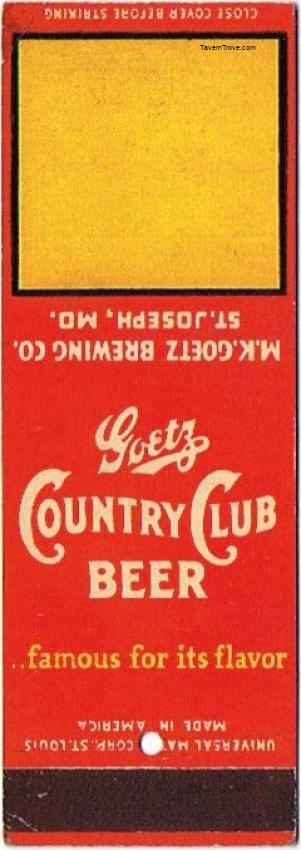 CLOSE COVER BEFORE STRIKING
TavernTrove.com
M.K.GOETZ BREWING CO.
ST.JOSEPH, MO.
Goetz
COUNTRY CLUB
BEER
..famous for its flavor
MADE IN AMERICA
UNIVERSAL CORP. ST.LOUIS